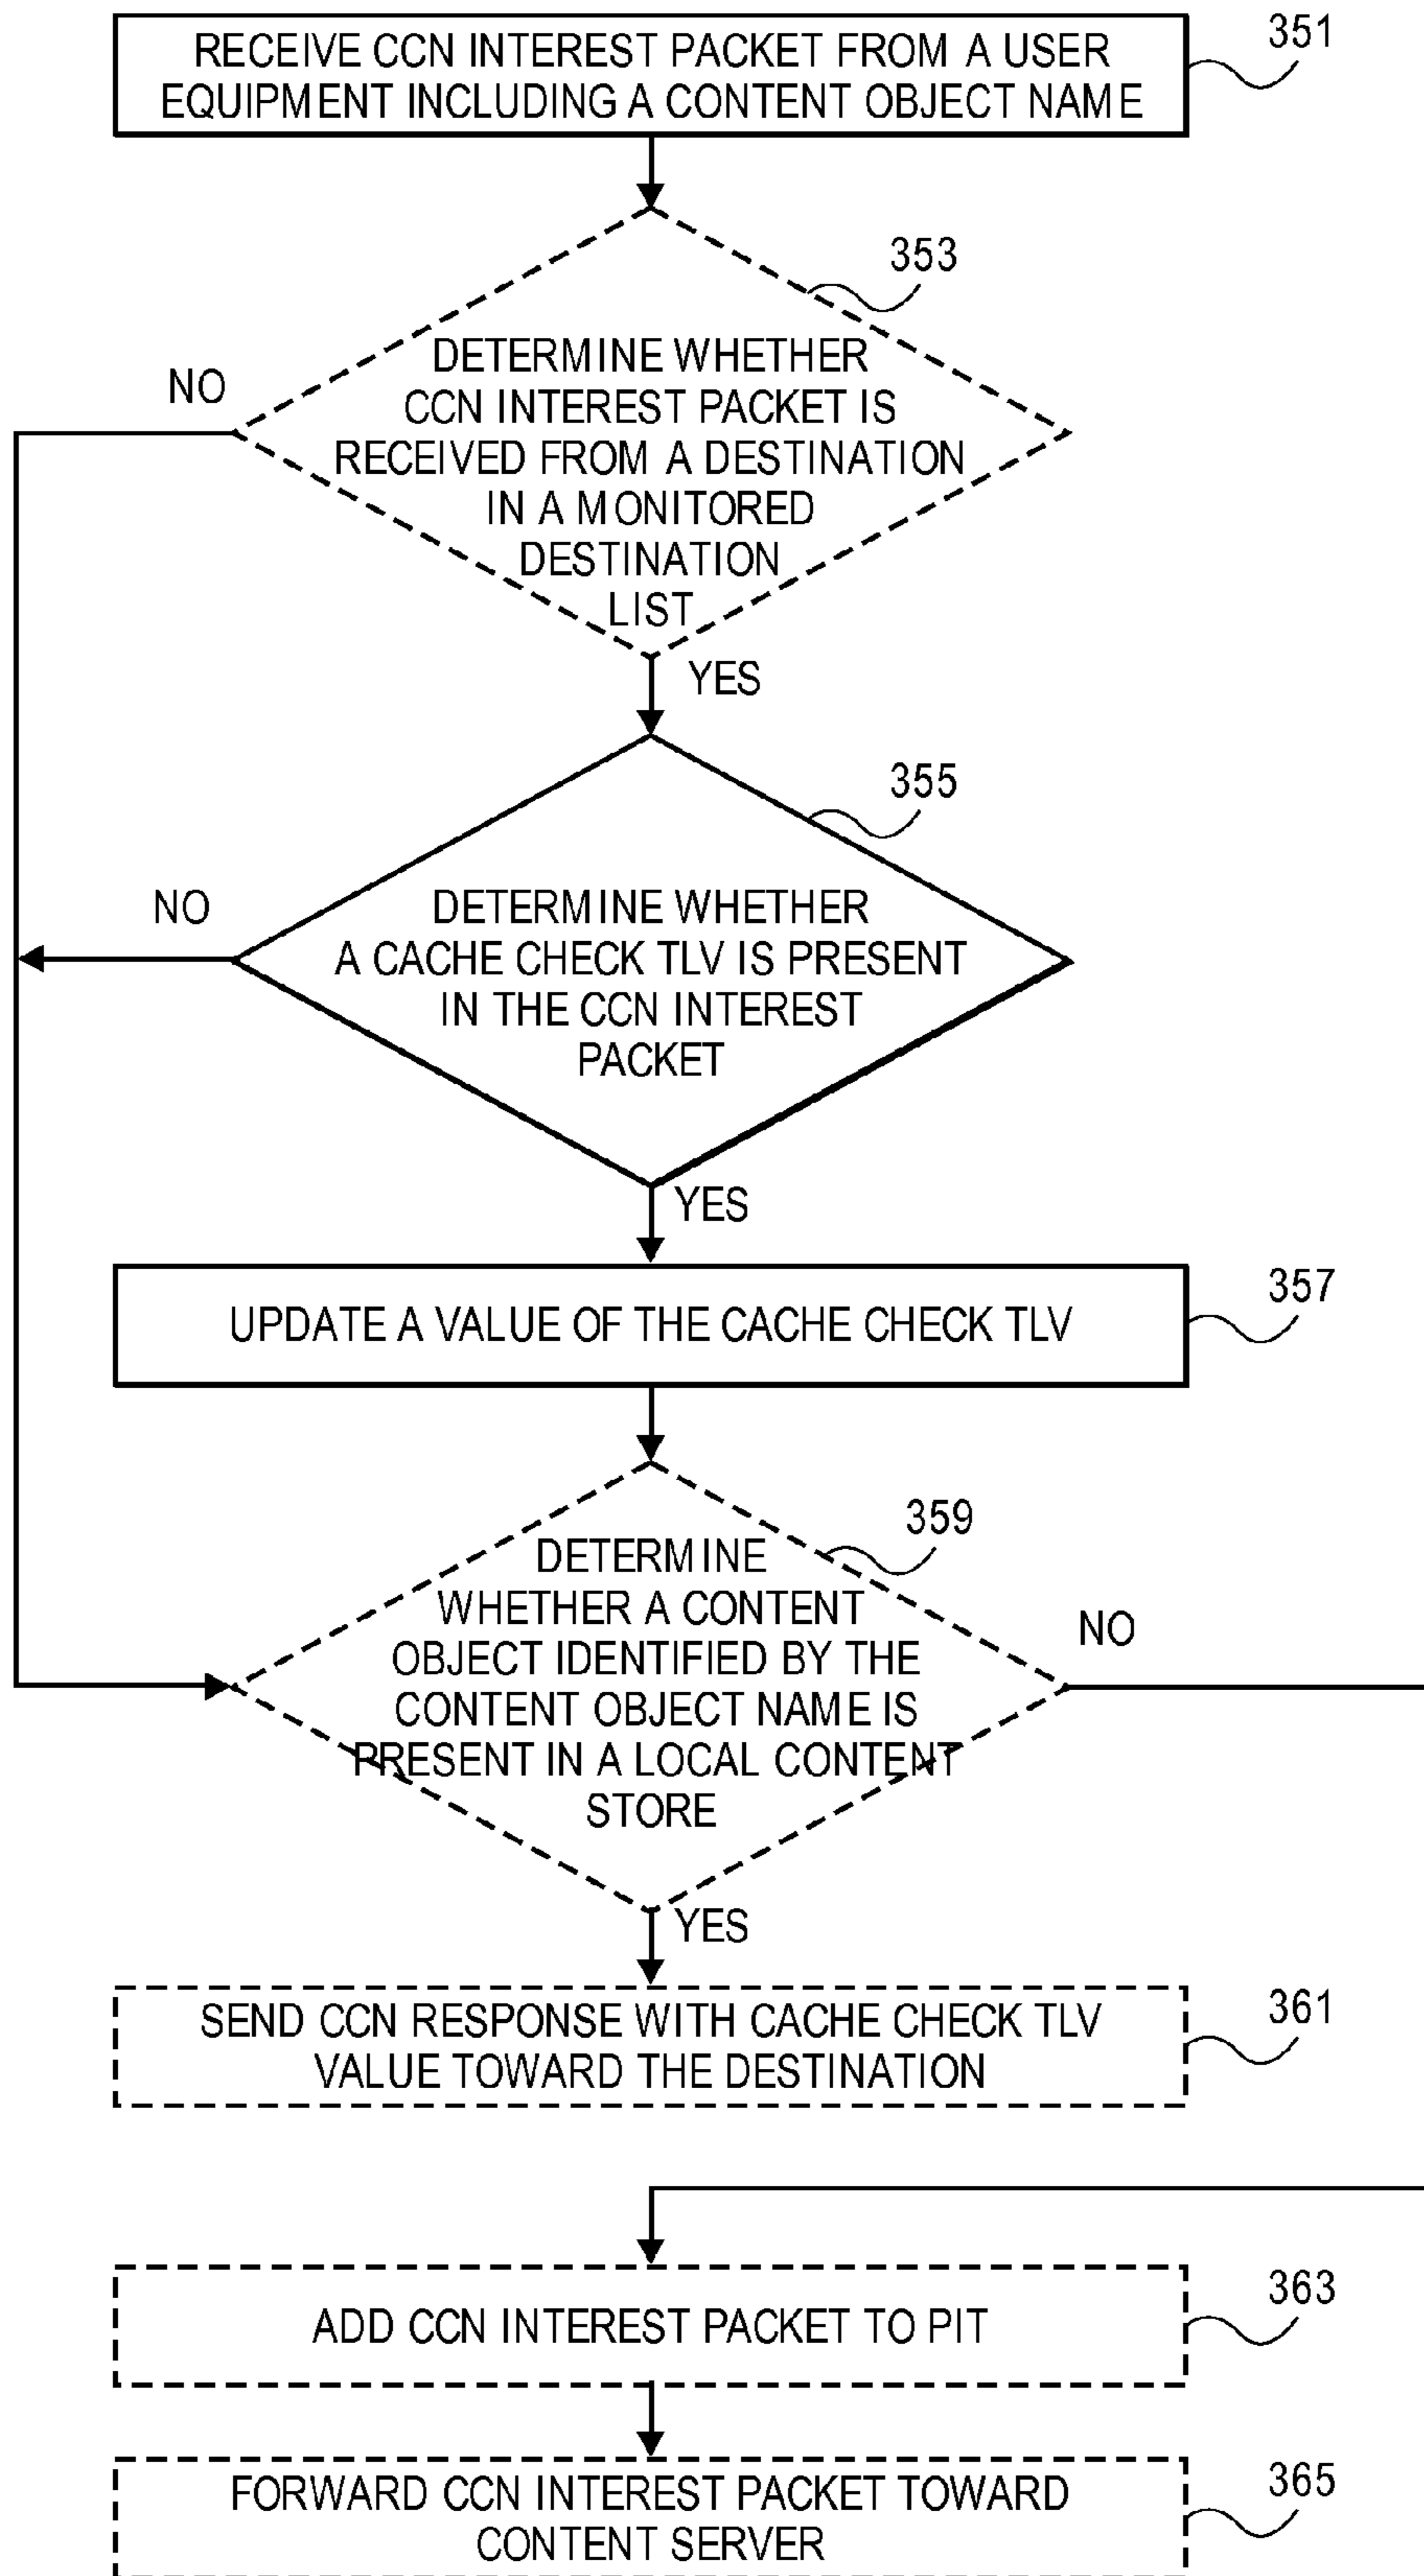 RECEIVE CCN INTEREST PACKET FROM A USER
EQUIPMENT INCLUDING A CONTENT OBJECT NAME
351
353
DETERMINE WHETHER
CCN INTEREST PACKET IS
RECEIVED FROM A DESTINATION
IN A MONITORED
DESTINATION
LIST
NO
YES
355
DETERMINE WHETHER
A CACHE CHECK TLV IS PRESENT
IN THE CCN INTEREST
PACKET
NO
YES
UPDATE A VALUE OF THE CACHE CHECK TLV
357
359
DETERMINE
WHETHER A CONTENT
OBJECT IDENTIFIED BY THE
CONTENT OBJECT NAME IS
PRESENT IN A LOCAL CONTENT
STORE
NO
YES
SEND CCN RESPONSE WITH CACHE CHECK TLV
VALUE TOWARD THE DESTINATION
361
ADD CCN INTEREST PACKET TO PIT
363
FORWARD CCN INTEREST PACKET TOWARD
CONTENT SERVER
365